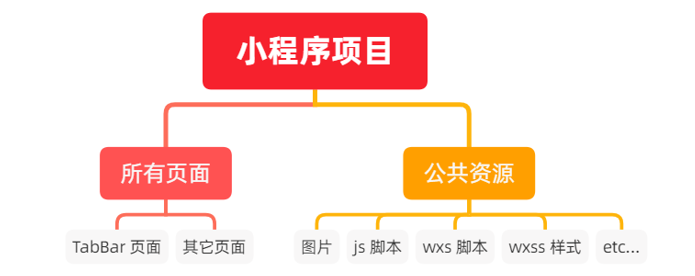 小程序项目
所有页面
公共资源
TabBar 页面
其它页面
图片
js 脚本
wxs 脚本
wxss 样式
etc...